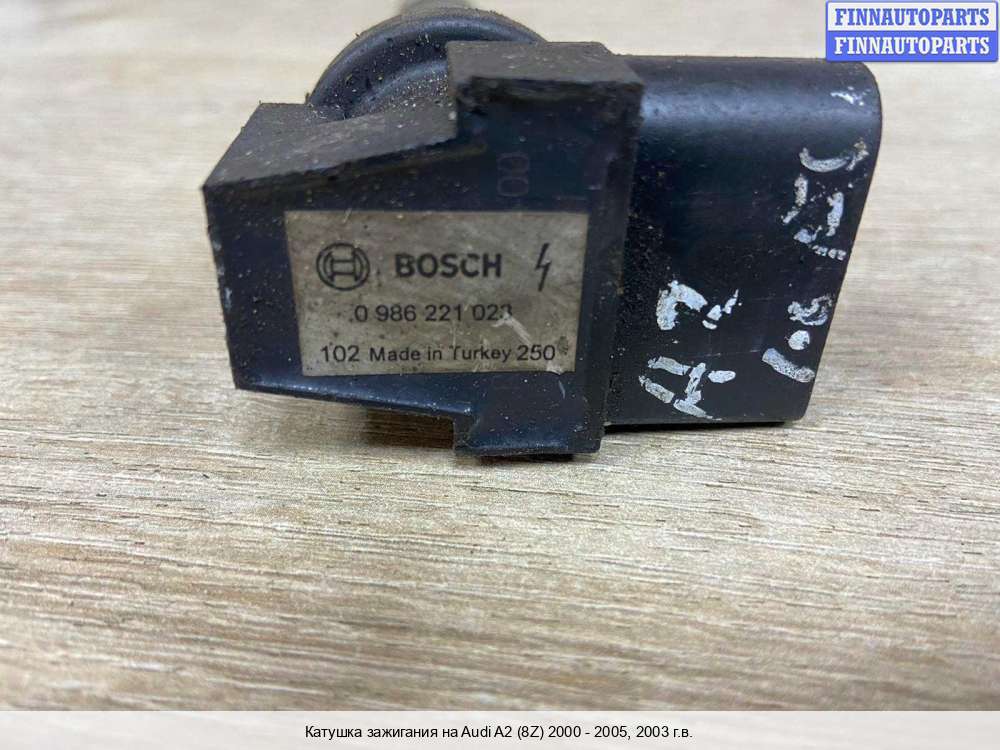 FINNAUTOPARTS
FINNAUTOPARTS
BOSCH
0 986 221 023
102 Made in Turkey 250
A2
Катушка зажигания на Audi A2 (8Z) 2000 - 2005, 2003 г.в.